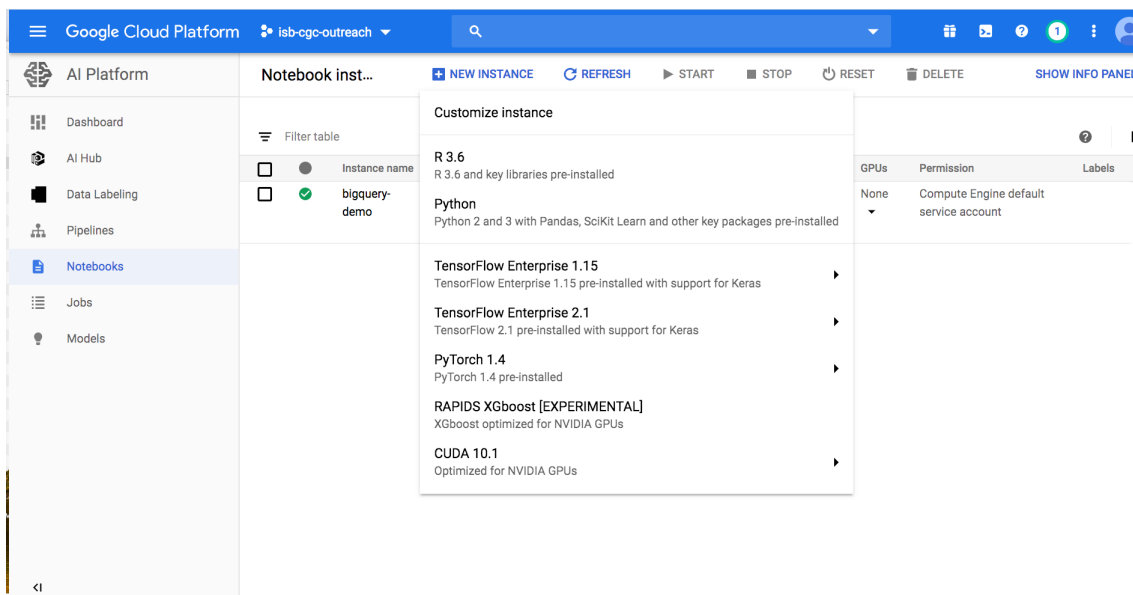 Google Cloud Platform isb-cgc-outreach 1
AI Platform
Notebook inst... NEW INSTANCE REFRESH START STOP RESET DELETE SHOW INFO PANEL
Dashboard
AI Hub
Data Labeling
Pipelines
Notebooks
Jobs
Models
Filter table
Instance name GPUs Permission Labels
bigquery-
demo
None
Compute Engine default
service account
Customize instance
R 3.6
R 3.6 and key libraries pre-installed
Python
Python 2 and 3 with Pandas, SciKit Learn and other key packages pre-installed
TensorFlow Enterprise 1.15
TensorFlow Enterprise 1.15 pre-installed with support for Keras
TensorFlow Enterprise 2.1
TensorFlow 2.1 pre-installed with support for Keras
PyTorch 1.4
PyTorch 1.4 pre-installed
RAPIDS XGboost [EXPERIMENTAL]
XGboost optimized for NVIDIA GPUs
CUDA 10.1
Optimized for NVIDIA GPUs